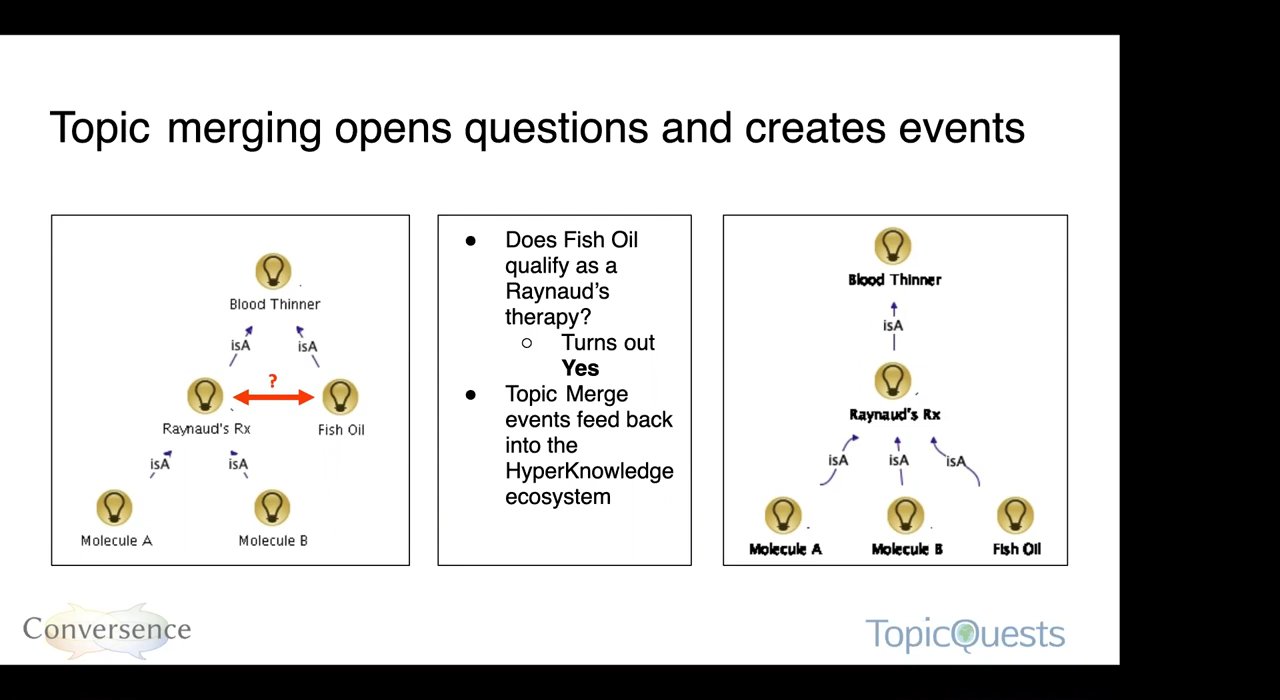 Topic merging opens questions and creates events
Blood Thinner
isA
isA
?
Raynaud's Rx
Fish Oil
isA
isA
Molecule A
Molecule B
● Does Fish Oil
qualify as a
Raynaud's
therapy?
○ Turns out
Yes
● Topic Merge
events feed back
into the
HyperKnowledge
ecosystem
Blood Thinner
isA
Raynaud's Rx
isA
isA
isA
Molecule A
Molecule B
Fish Oil
Conversence
TopicQuests